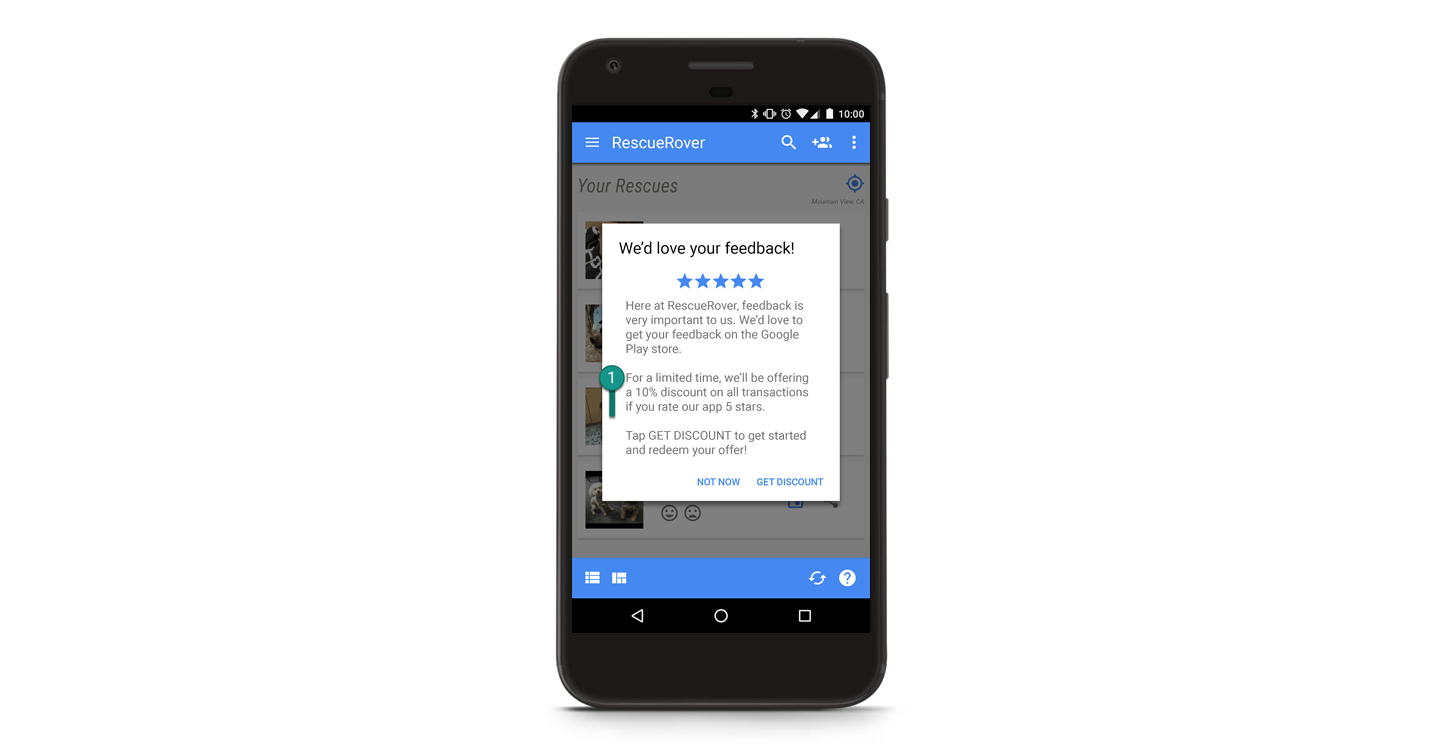 10:00
RescueRover
Your Rescues
Mountain View, CA
We'd love your feedback!
Here at RescueRover, feedback is
very important to us. We'd love to
get your feedback on the Google
Play store.
1
For a limited time, we'll be offering
a 10% discount on all transactions
if you rate our app 5 stars.
Tap GET DISCOUNT to get started
and redeem your offer!
NOT NOW GET DISCOUNT